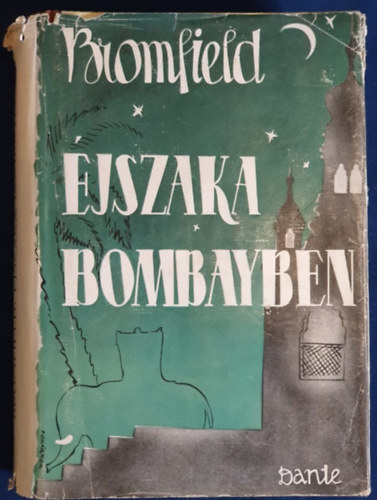 Bromfield
ÉJSZAKA
BOMBAYBEN
Dante